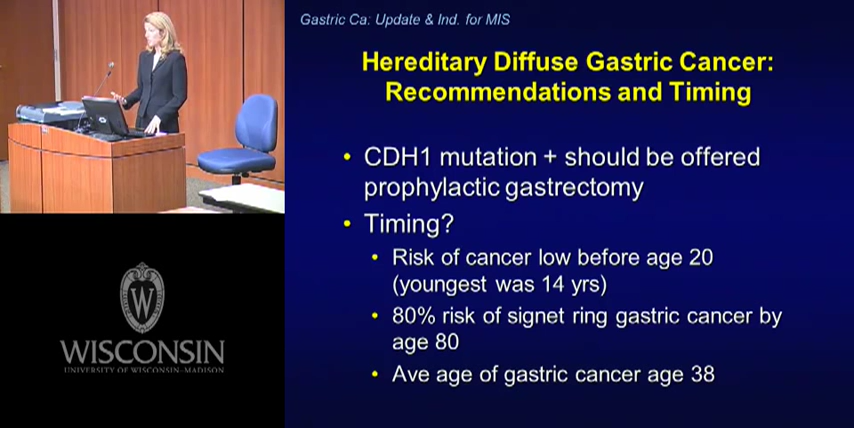 Gastric Ca: Update & Ind. for MIS
Hereditary Diffuse Gastric Cancer:
Recommendations and Timing
• CDH1 mutation + should be offered
prophylactic gastrectomy
• Timing?
• Risk of cancer low before age 20
(youngest was 14 yrs)
• 80% risk of signet ring gastric cancer by
age 80
• Ave age of gastric cancer age 38
W
WISCONSIN
UNIVERSITY OF WISCONSIN–MADISON